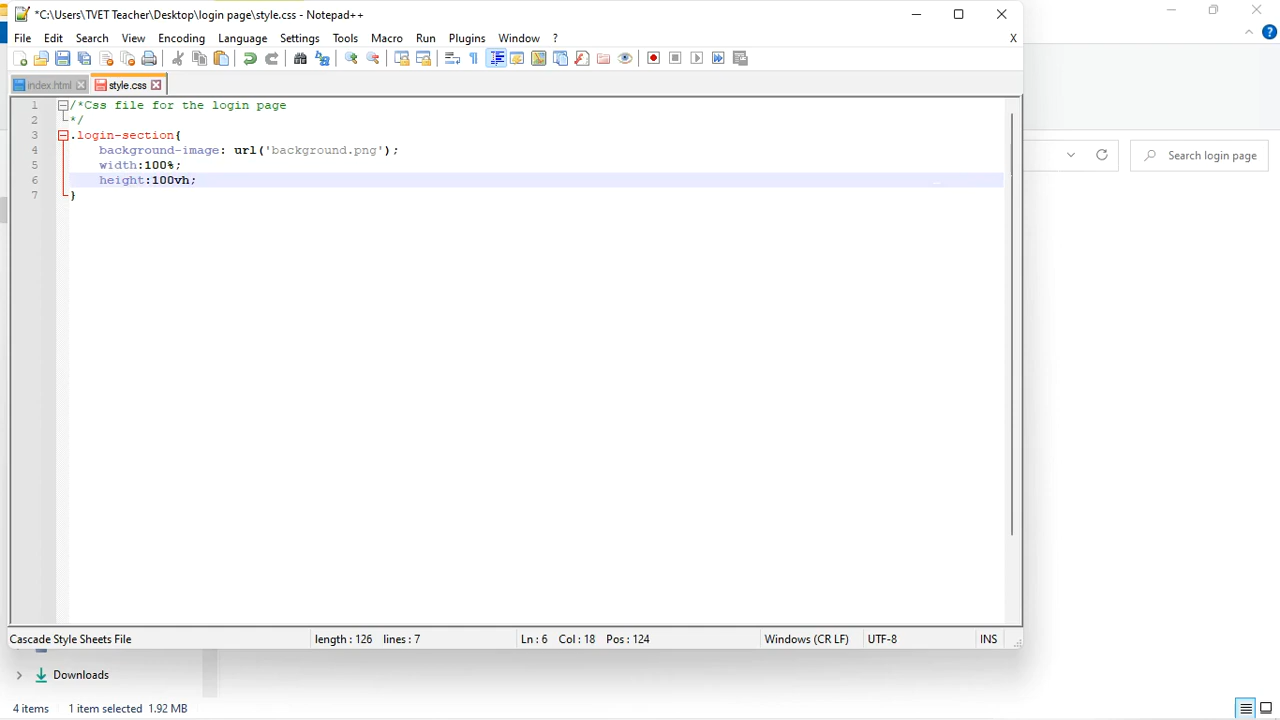 *C:\Users\TVET Teacher\Desktop\login page\style.css - Notepad++
File Edit Search View Encoding Language Settings Tools Macro Run Plugins Window ? X
index.html style.css
1 /*Css file for the login page
2 */
3 .login-section{
4 background-image: url('background.png');
5 width:100%;
6 height:100vh;
7 }
Search login page
Cascade Style Sheets File length : 126 lines : 7 Ln : 6 Col : 18 Pos : 124 Windows (CR LF) UTF-8 INS
Downloads
4 items 1 item selected 1.92 MB